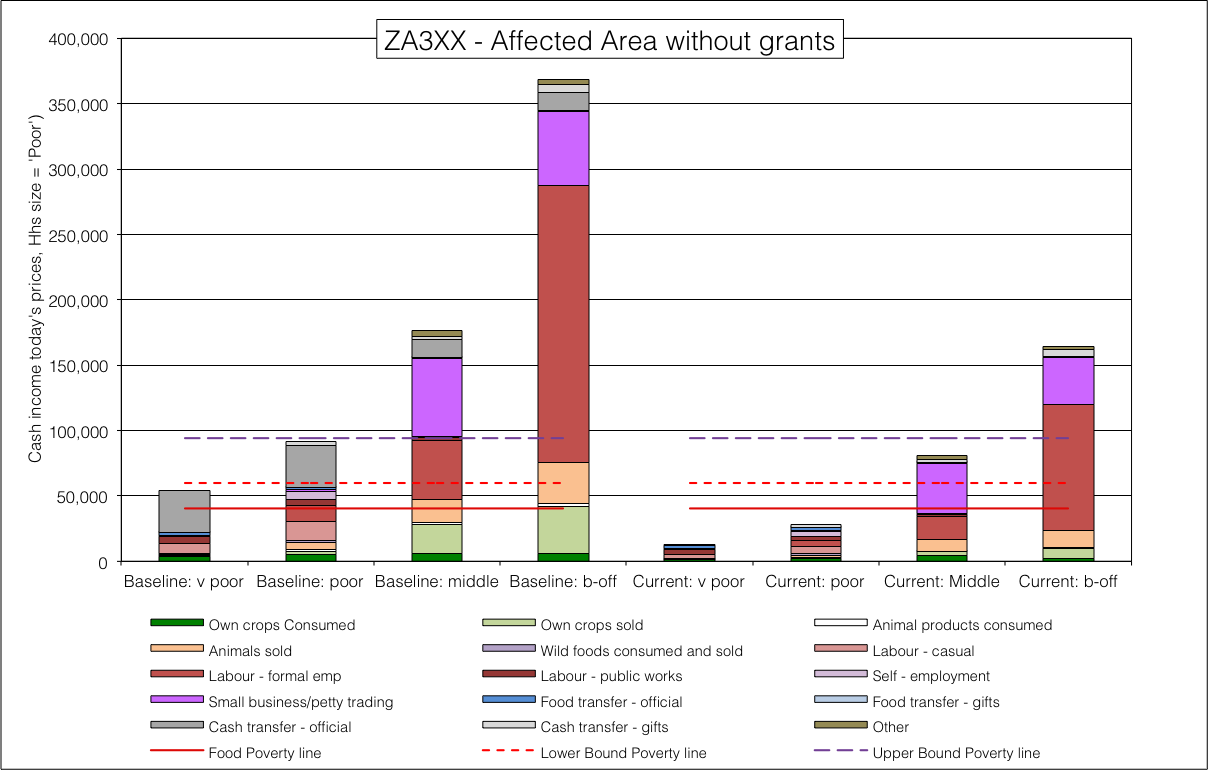 ZA3XX - Affected Area without grants
Cash income today's prices, Hhs size = 'Poor')
400,000
350,000
300,000
250,000
200,000
150,000
100,000
50,000
0
Baseline: v poor Baseline: poor Baseline: middle Baseline: b-off Current: v poor Current: poor Current: Middle Current: b-off
Own crops Consumed Own crops sold Animal products consumed
Animals sold Wild foods consumed and sold Labour - casual
Labour - formal emp Labour - public works Self - employment
Small business/petty trading Food transfer - official Food transfer - gifts
Cash transfer - official Cash transfer - gifts Other
Food Poverty line Lower Bound Poverty line Upper Bound Poverty line